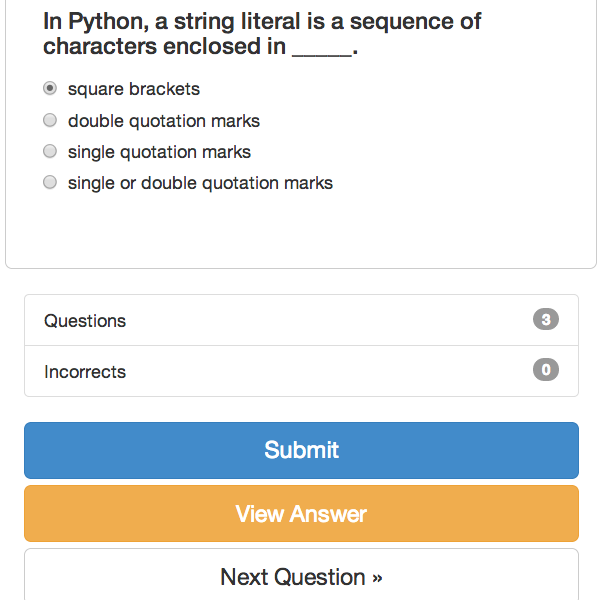 In Python, a string literal is a sequence of
characters enclosed in _____.
square brackets
double quotation marks
single quotation marks
single or double quotation marks
Questions 3
Incorrects 0
Submit
View Answer
Next Question »